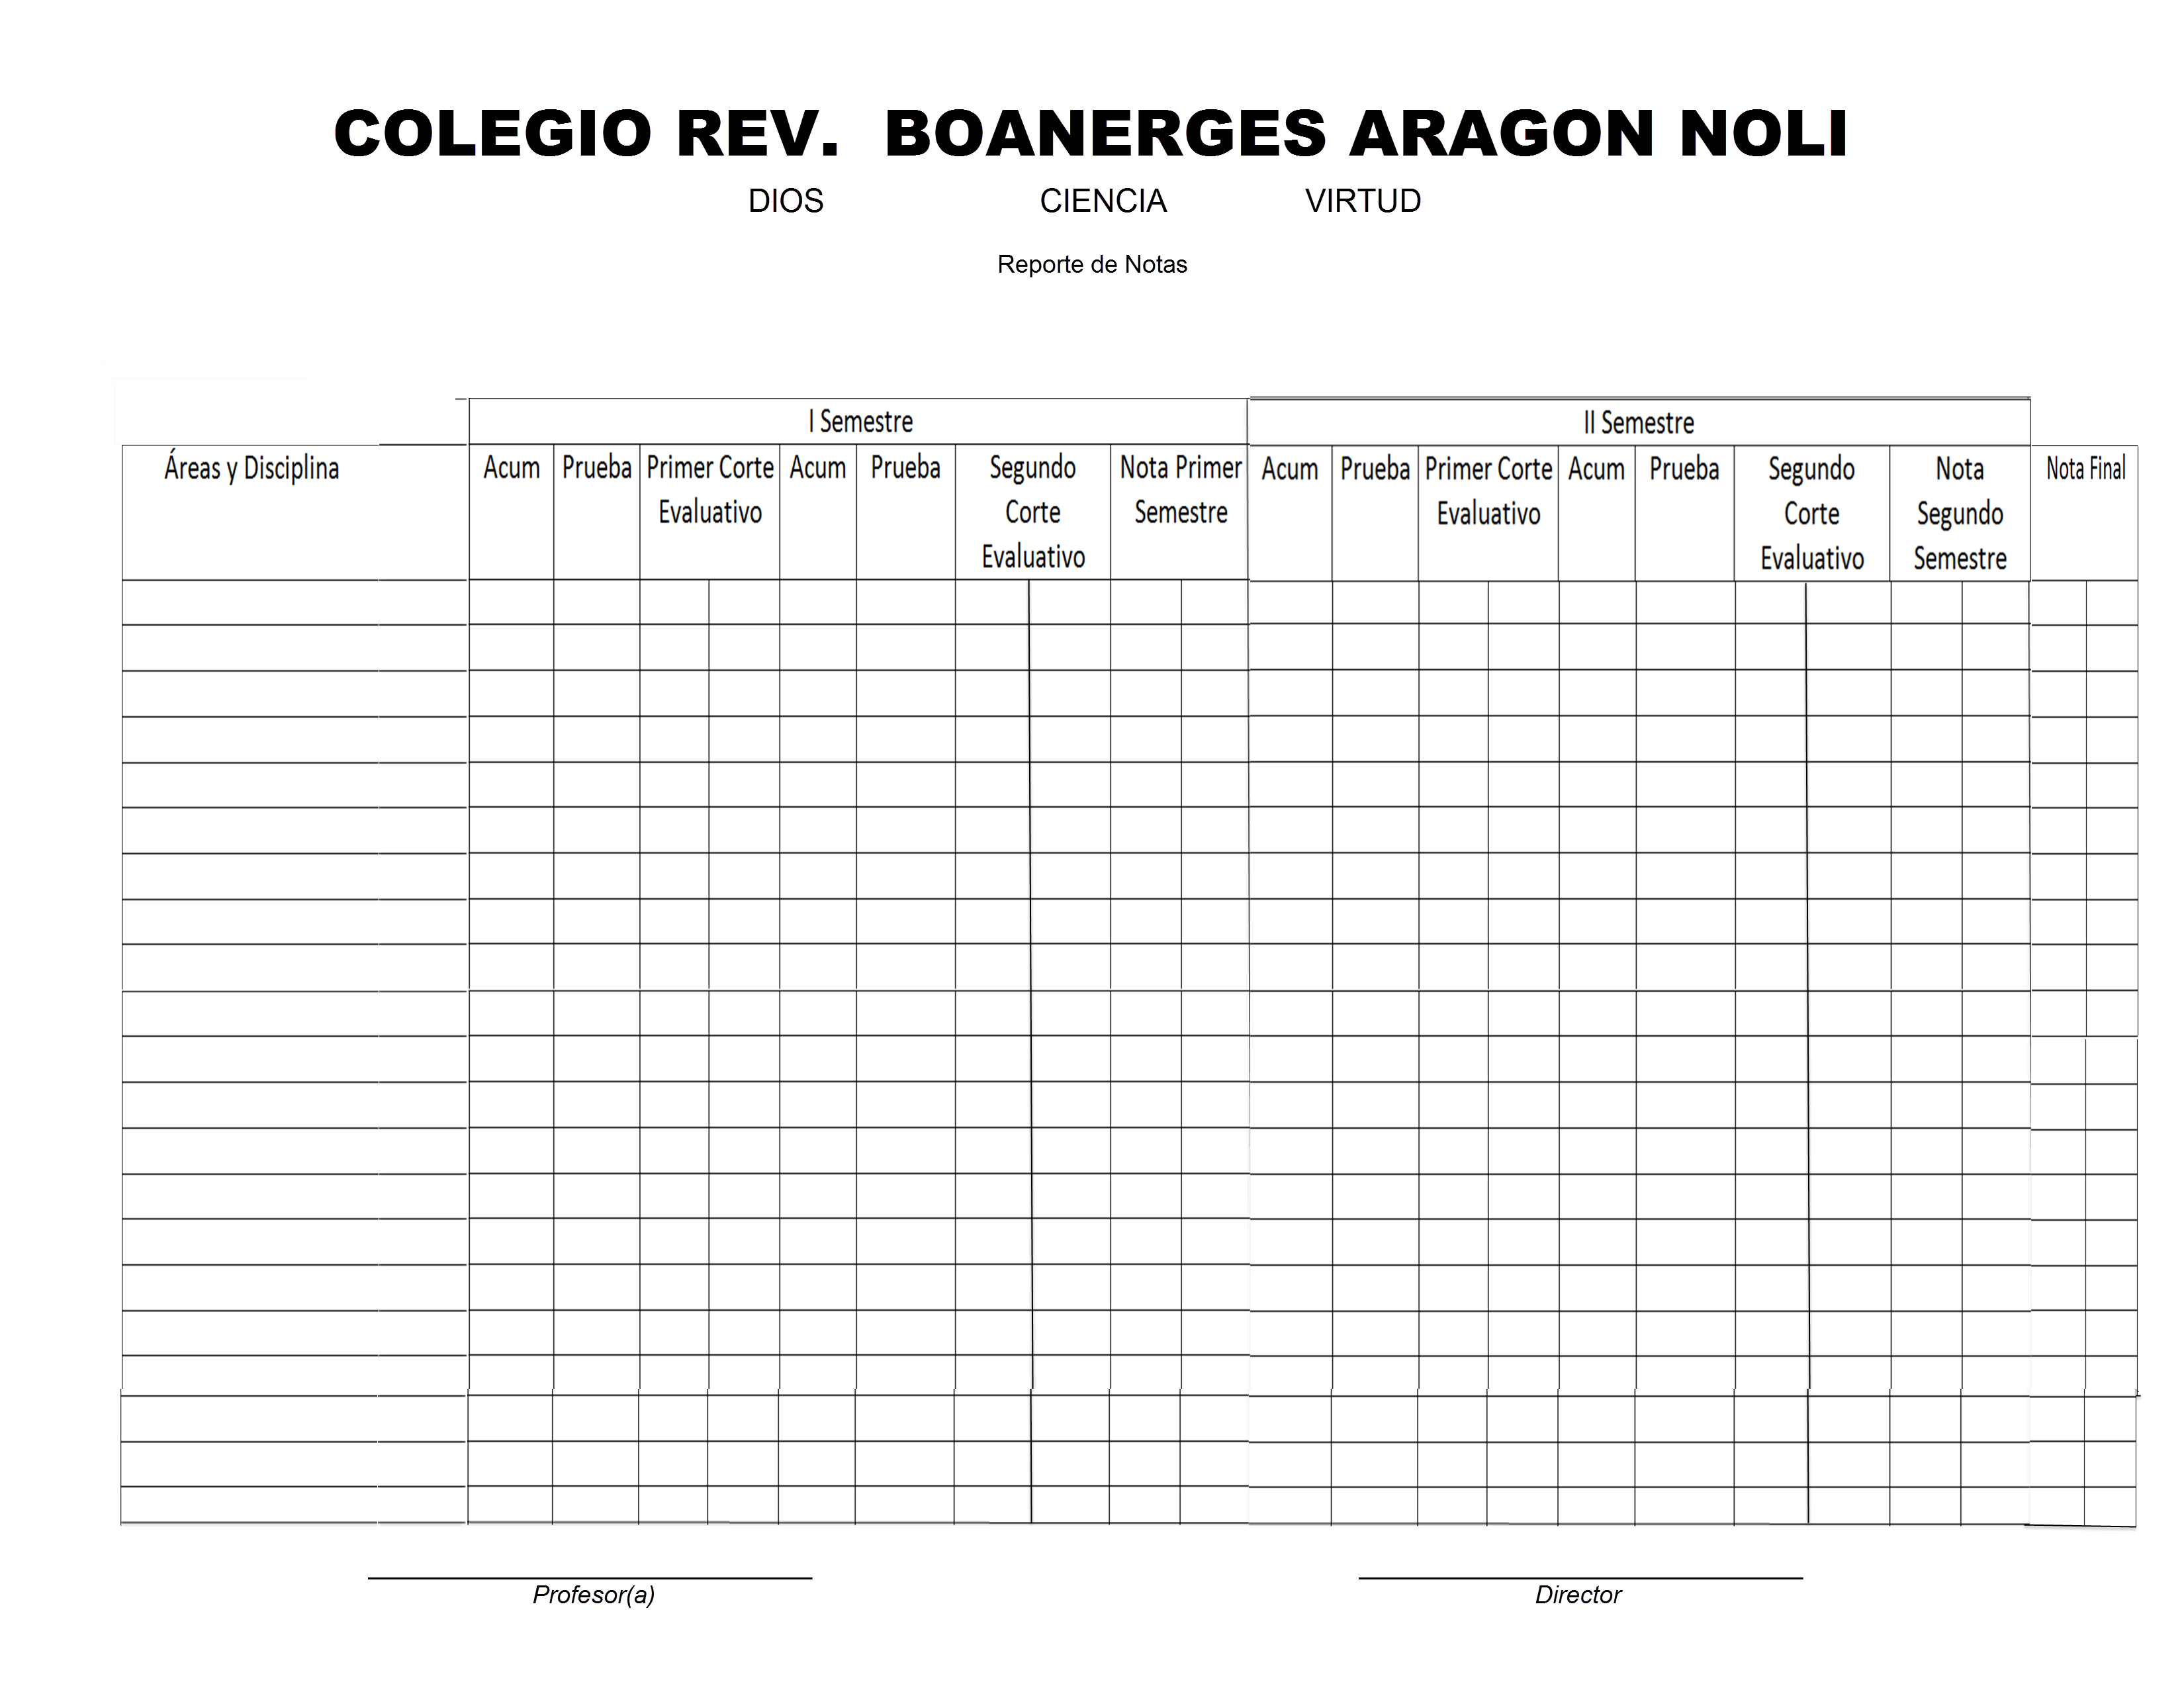 COLEGIO REV. BOANERGES ARAGON NOLI
DIOS CIENCIA VIRTUD
Reporte de Notas
I Semestre II Semestre
Áreas y Disciplina Acum Prueba Primer Corte Acum Prueba Segundo Nota Primer Acum Prueba Primer Corte Acum Prueba Segundo Nota Nota Final
Evaluativo Corte Semestre Evaluativo Corte Segundo
Evaluativo Evaluativo Semestre
Profesor(a) Director